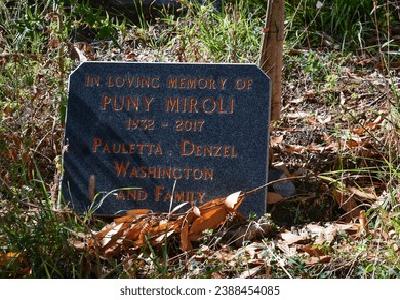 In Loving Memory Of
Puny Miroli
1932 - 2017
Pauletta , Denzel
Washington
and Family
shutterstock.com · 2388454085